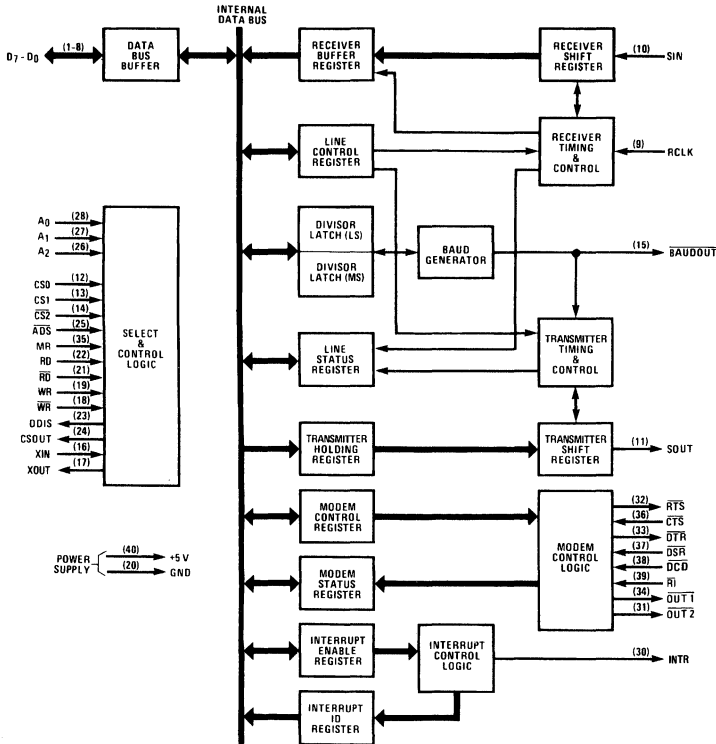 INTERNAL
DATA BUS
D7 - D0
(1-8)
DATA
BUS
BUFFER
RECEIVER
BUFFER
REGISTER
RECEIVER
SHIFT
REGISTER
(10)
SIN
LINE
CONTROL
REGISTER
RECEIVER
TIMING
&
CONTROL
(9)
RCLK
A0
(28)
A1
(27)
A2
(26)
CS0
(12)
CS1
(13)
CS2
(14)
ADS
(25)
MR
(35)
RD
(22)
RD
(21)
WR
(19)
WR
(18)
DDIS
(23)
CSOUT
(24)
XIN
(16)
XOUT
(17)
SELECT
&
CONTROL
LOGIC
DIVISOR
LATCH (LS)
DIVISOR
LATCH (MS)
BAUD
GENERATOR
(15)
BAUDOUT
LINE
STATUS
REGISTER
TRANSMITTER
TIMING
&
CONTROL
TRANSMITTER
HOLDING
REGISTER
TRANSMITTER
SHIFT
REGISTER
(11)
SOUT
MODEM
CONTROL
REGISTER
MODEM
CONTROL
LOGIC
(32)
RTS
(36)
CTS
(33)
DTR
(37)
DSR
(38)
DCD
(39)
RI
(34)
OUT 1
(31)
OUT 2
POWER
SUPPLY
(40)
+5 V
(20)
GND
MODEM
STATUS
REGISTER
INTERRUPT
ENABLE
REGISTER
INTERRUPT
CONTROL
LOGIC
(30)
INTR
INTERRUPT
ID
REGISTER